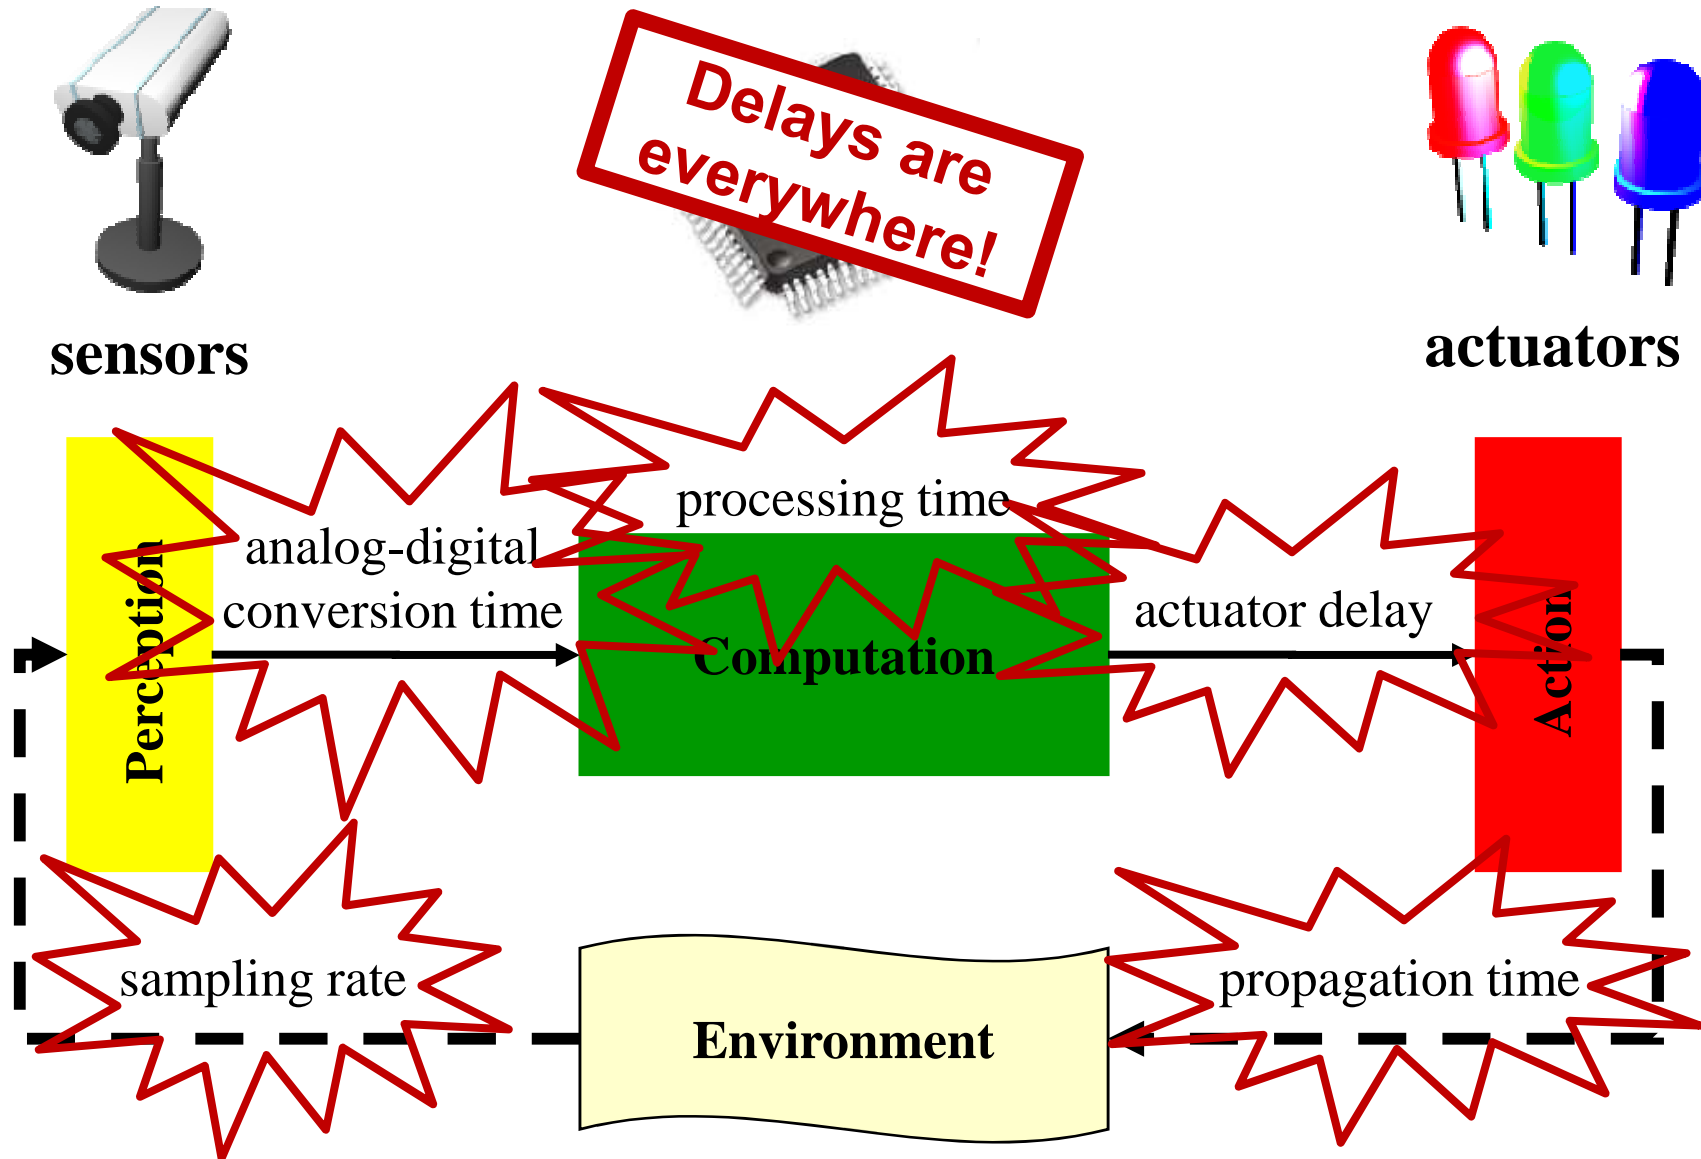 Delays are
everywhere!
sensors
actuators
processing time
analog-digital
conversion time
actuator delay
Perception
Computation
Action
sampling rate
propagation time
Environment